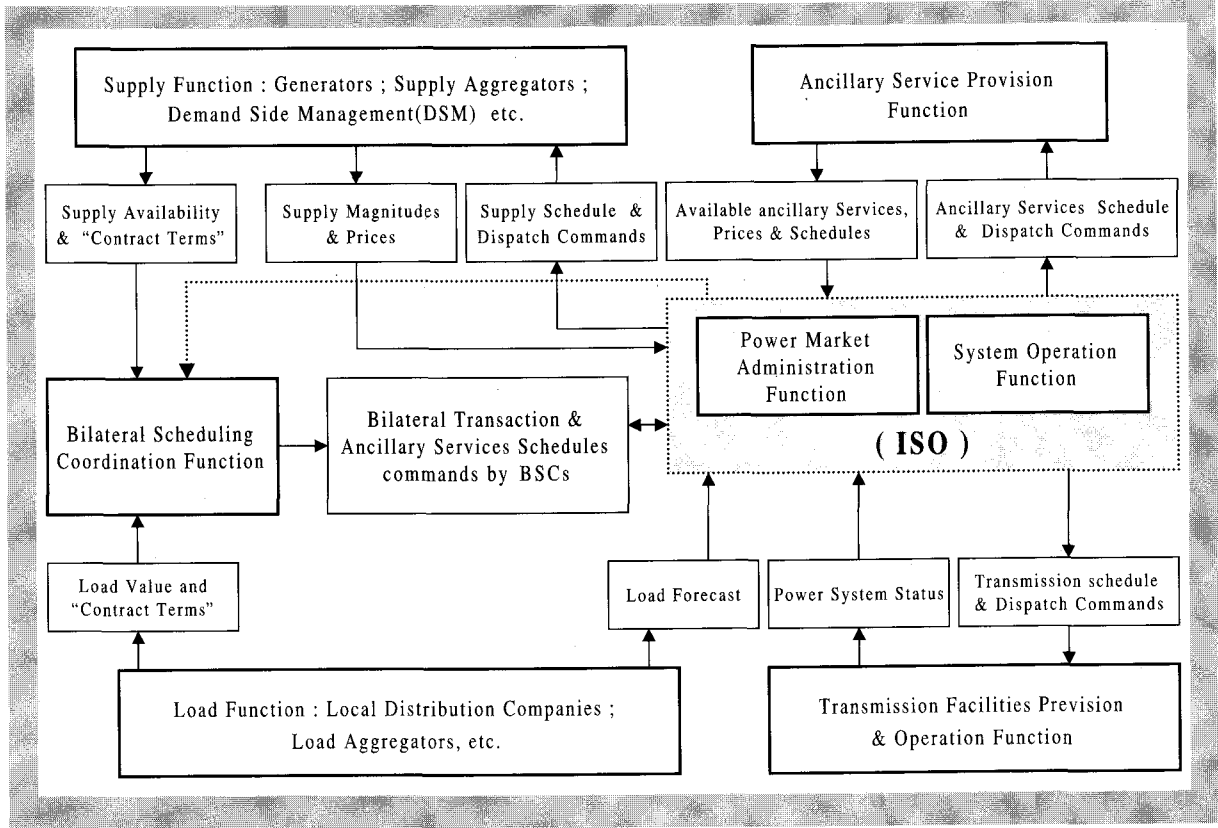 Supply Function : Generators ; Supply Aggregators ;
Demand Side Management(DSM) etc.
Ancillary Service Provision
Function
Supply Availability
& “Contract Terms”
Supply Magnitudes
& Prices
Supply Schedule &
Dispatch Commands
Available ancillary Services,
Prices & Schedules
Ancillary Services Schedule
& Dispatch Commands
Power Market
Administration
Function
System Operation
Function
( ISO )
Bilateral Scheduling
Coordination Function
Bilateral Transaction &
Ancillary Services Schedules
commands by BSCs
Load Value and
“Contract Terms”
Load Forecast
Power System Status
Transmission schedule
& Dispatch Commands
Load Function : Local Distribution Companies ;
Load Aggregators, etc.
Transmission Facilities Prevision
& Operation Function